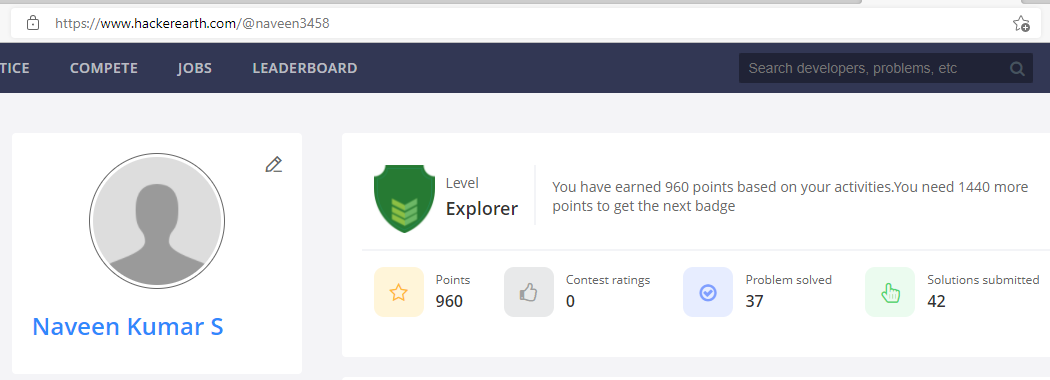 https://www.hackerearth.com/@naveen3458
TICE COMPETE JOBS LEADERBOARD Search developers, problems, etc
Level
Explorer
You have earned 960 points based on your activities.You need 1440 more
points to get the next badge
Points
960
Contest ratings
0
Problem solved
37
Solutions submitted
42
Naveen Kumar S